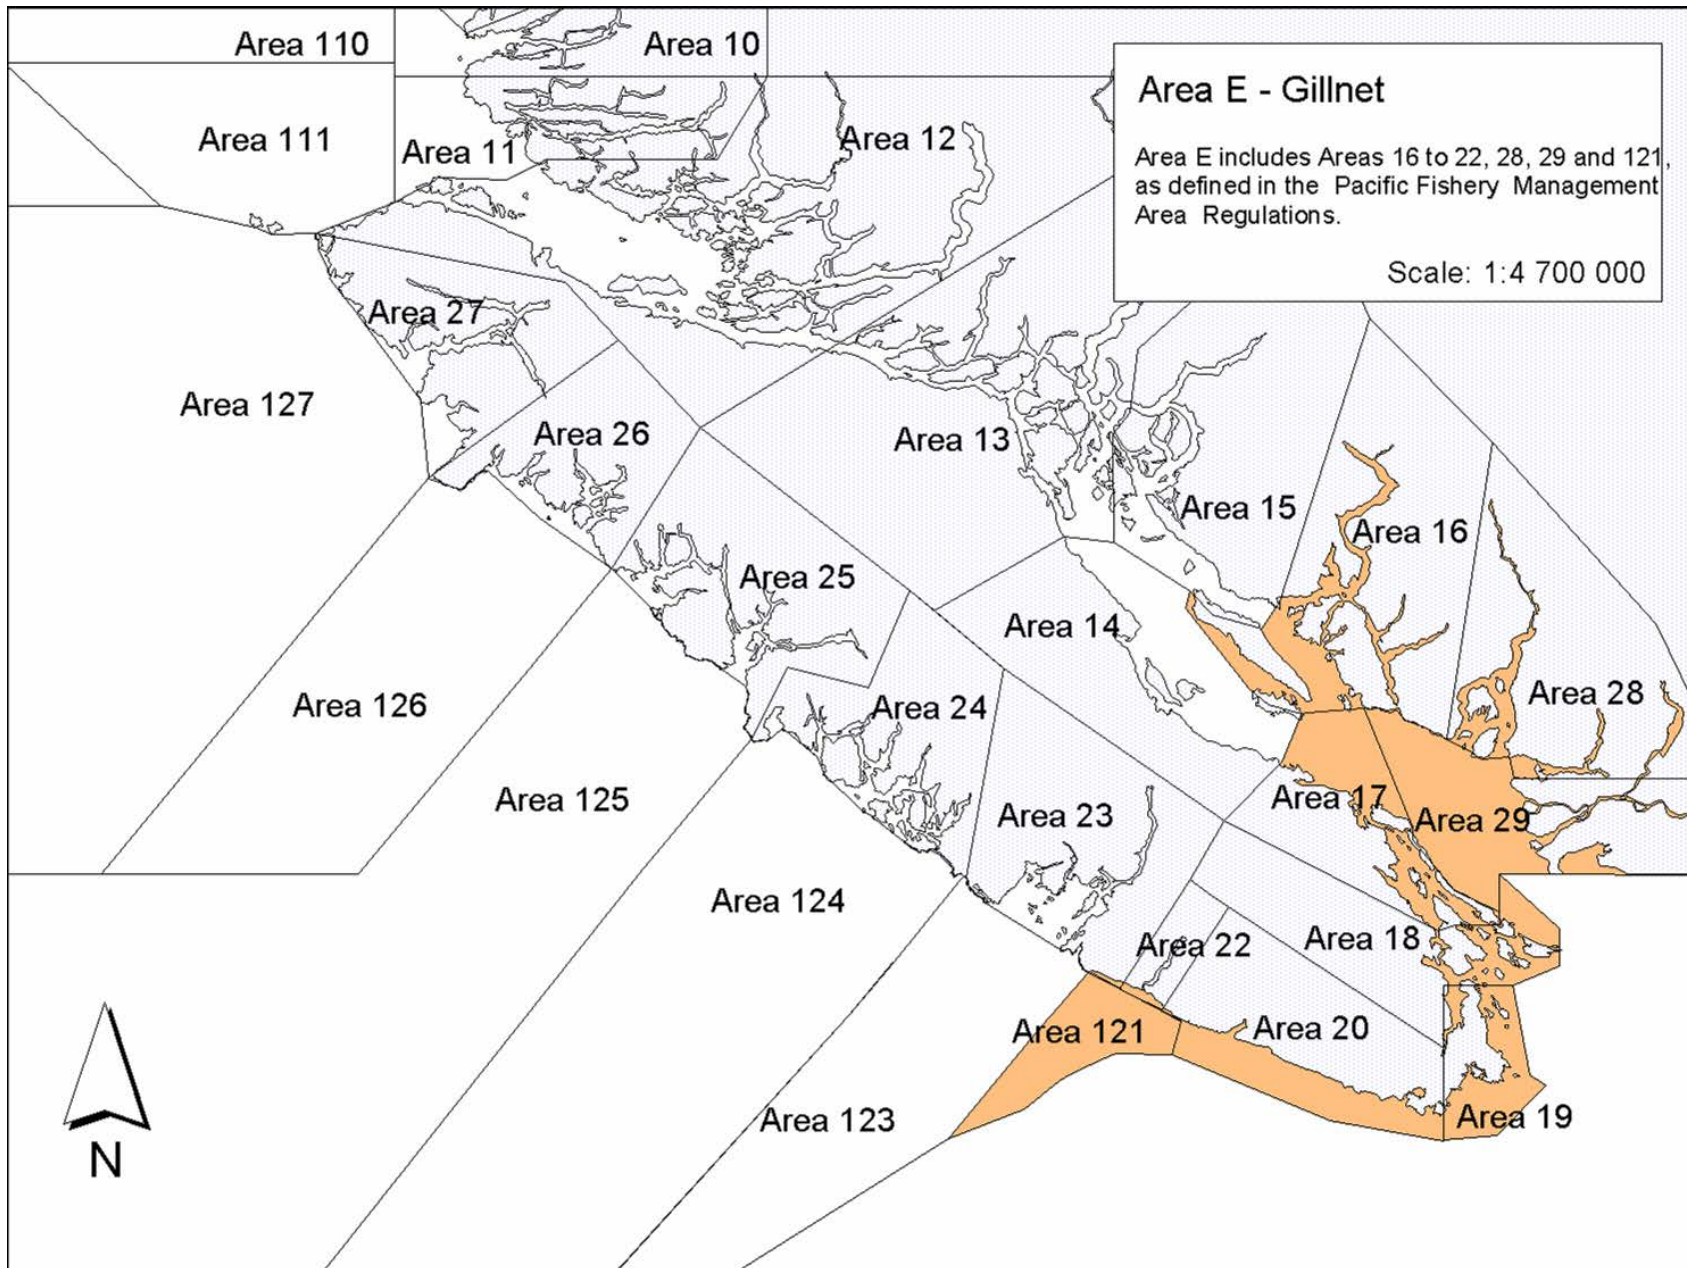 Area 110
Area 10
Area E - Gillnet
Area 111
Area 11
Area 12
Area E includes Areas 16 to 22, 28, 29 and 121,
as defined in the Pacific Fishery Management
Area Regulations.
Scale: 1:4 700 000
Area 27
Area 127
Area 26
Area 13
Area 15
Area 16
Area 25
Area 14
Area 28
Area 126
Area 24
Area 125
Area 17
Area 23
Area 29
Area 124
Area 22
Area 18
Area 121
Area 20
Area 123
Area 19
N